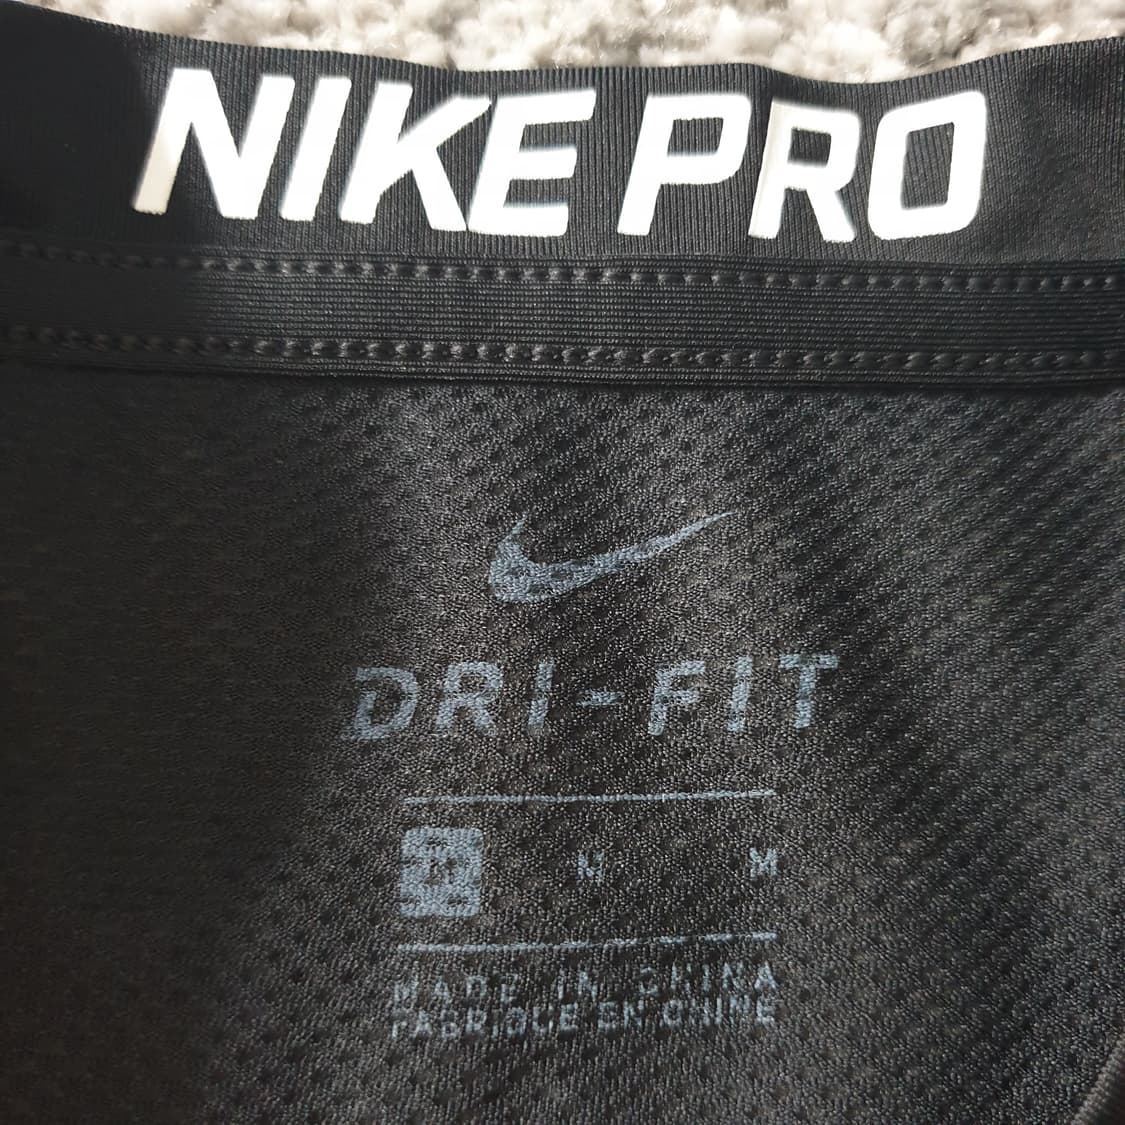 NIKE PRO
DRI-FIT
M M M
MADE IN CHINA
FABRIQUE EN CHINE